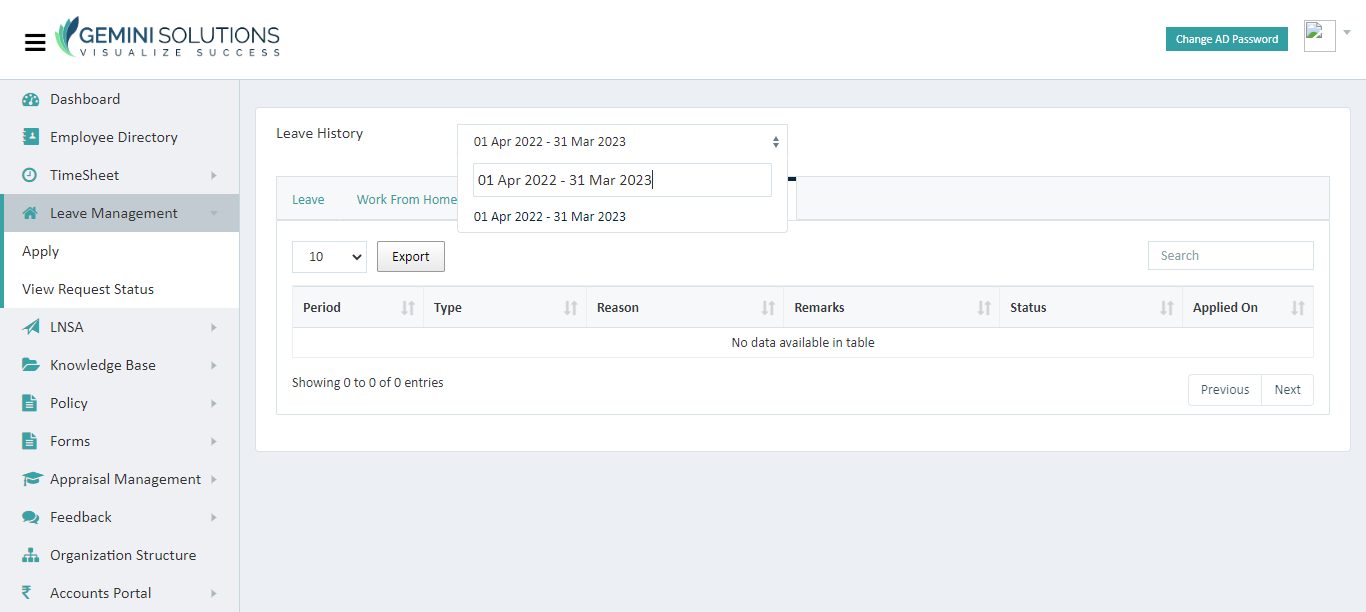 GEMINI SOLUTIONS
VISUALIZE SUCCESS
Change AD Password
Dashboard
Employee Directory
TimeSheet
Leave Management
Apply
View Request Status
LNSA
Knowledge Base
Policy
Forms
Appraisal Management
Feedback
Organization Structure
Accounts Portal
Leave History
01 Apr 2022 - 31 Mar 2023
01 Apr 2022 - 31 Mar 2023
01 Apr 2022 - 31 Mar 2023
Leave Work From Home
10 Export Search
Period Type Reason Remarks Status Applied On
No data available in table
Showing 0 to 0 of 0 entries
Previous Next